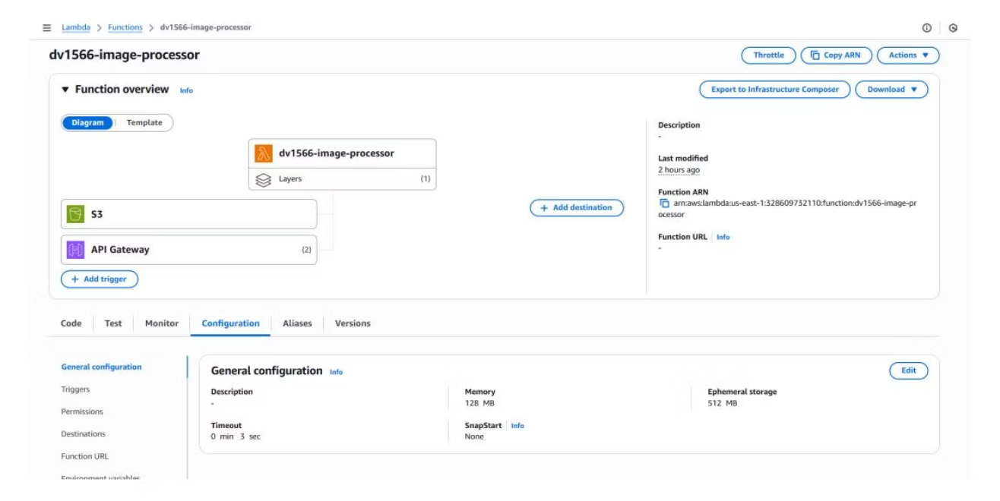 Lambda > Functions > dv1566-image-processor
dv1566-image-processor
Throttle Copy ARN Actions
Function overview Info
Export to Infrastructure Composer Download
Diagram Template
dv1566-image-processor
Layers (1)
S3
API Gateway (2)
+ Add trigger
+ Add destination
Description
-
Last modified
2 hours ago
Function ARN
arn:aws:lambda:us-east-1:328609732110:function:dv1566-image-pr
ocessor
Function URL Info
-
Code Test Monitor Configuration Aliases Versions
General configuration
Triggers
Permissions
Destinations
Function URL
Environment variables
General configuration Info
Edit
Description
-
Memory
128 MB
Ephemeral storage
512 MB
Timeout
0 min 3 sec
SnapStart Info
None